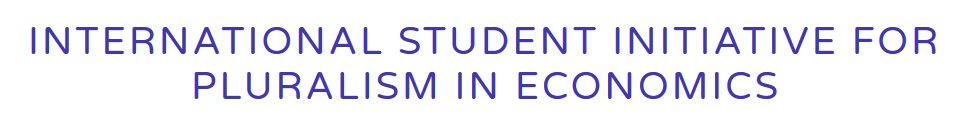 INTERNATIONAL STUDENT INITIATIVE FOR
PLURALISM IN ECONOMICS